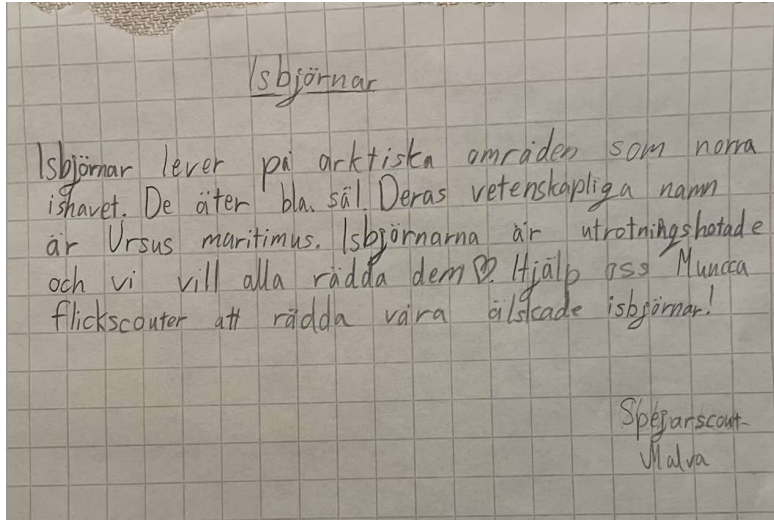 Isbjörnar
Isbjörnar lever på arktiska områden som norra
ishavet. De äter bla. säl. Deras vetenskapliga namn
är Ursus maritimus. Isbjörnarna är utrotningshotade
och vi vill alla rädda dem♡. Hjälp oss Muncca
flickscouter att rädda våra älskade isbjörnar!
Spejarscout
Malva